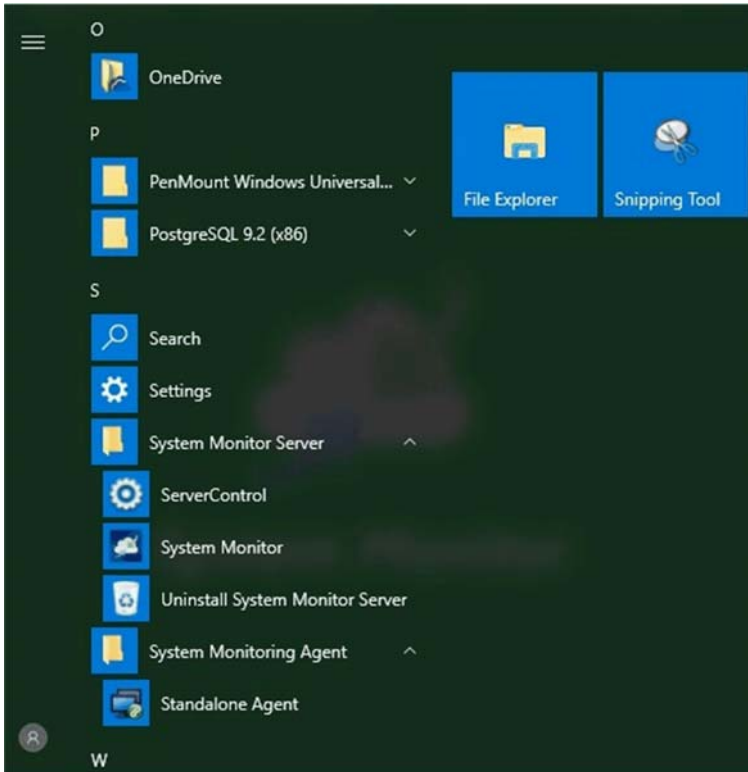 O
OneDrive
P
PenMount Windows Universal...
PostgreSQL 9.2 (x86)
S
Search
Settings
System Monitor Server
ServerControl
System Monitor
Uninstall System Monitor Server
System Monitoring Agent
Standalone Agent
W
File Explorer
Snipping Tool